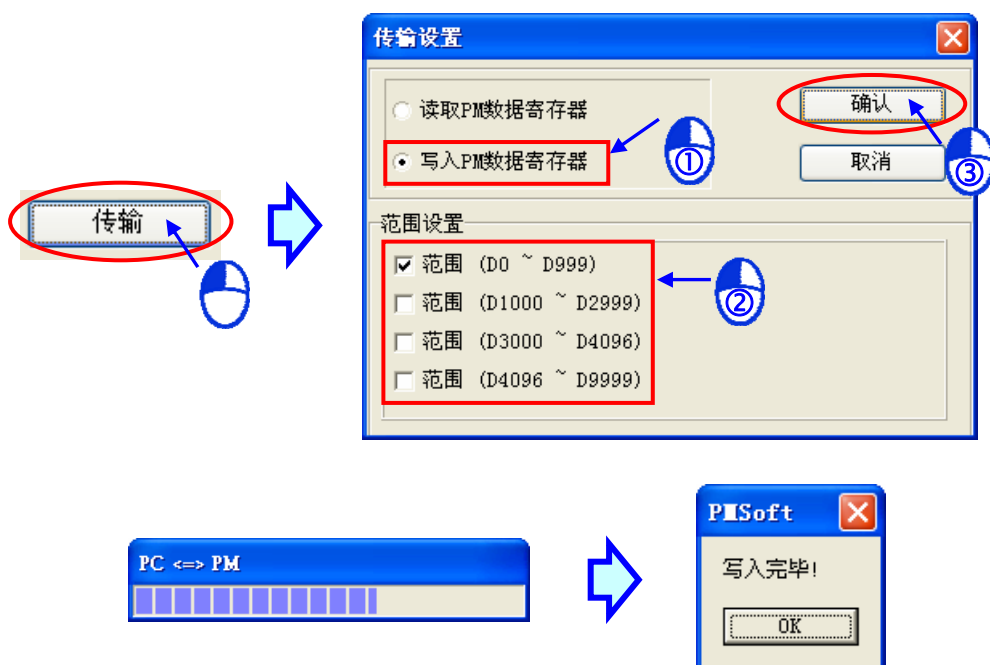 传输
传输设置
读取PM数据寄存器
写入PM数据寄存器
①
确认
取消
③
范围设置
范围 (D0 ~ D999)
范围 (D1000 ~ D2999)
范围 (D3000 ~ D4096)
范围 (D4096 ~ D9999)
②
PC <=> PM
PMSoft
写入完毕!
OK